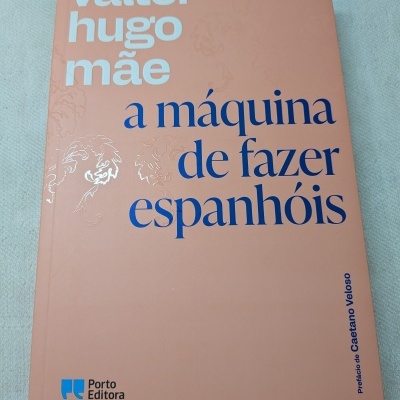 valter
hugo
mãe
a máquina
de fazer
espanhóis
Prefácio de Caetano Veloso
Porto
Editora